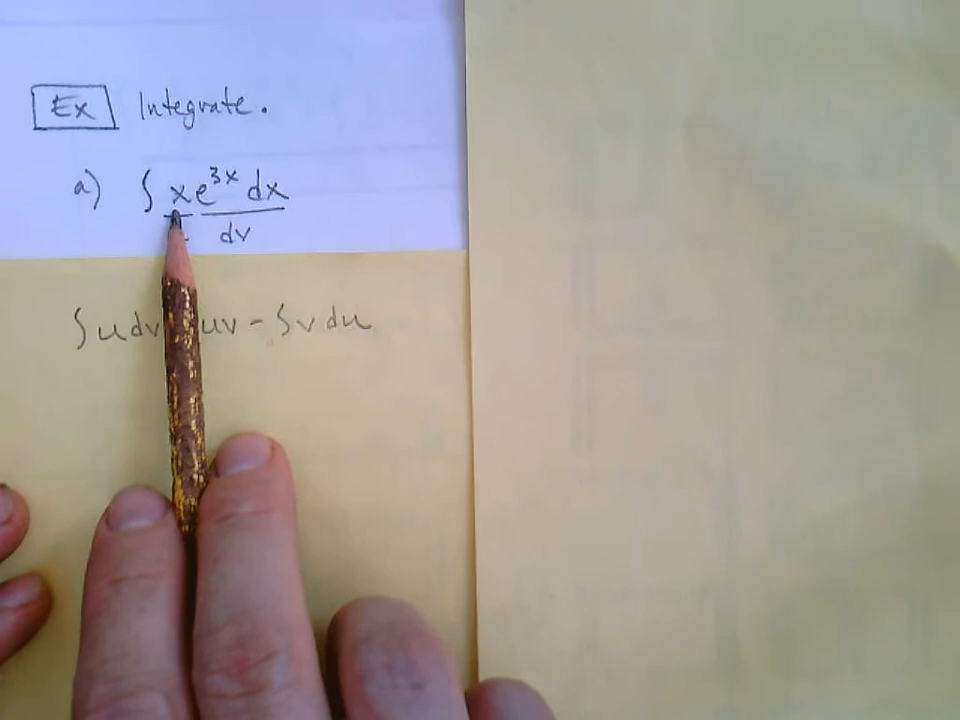 Ex Integrate.
a) ∫ x e^{3x} dx
dv
∫ u dv uv - ∫ v du